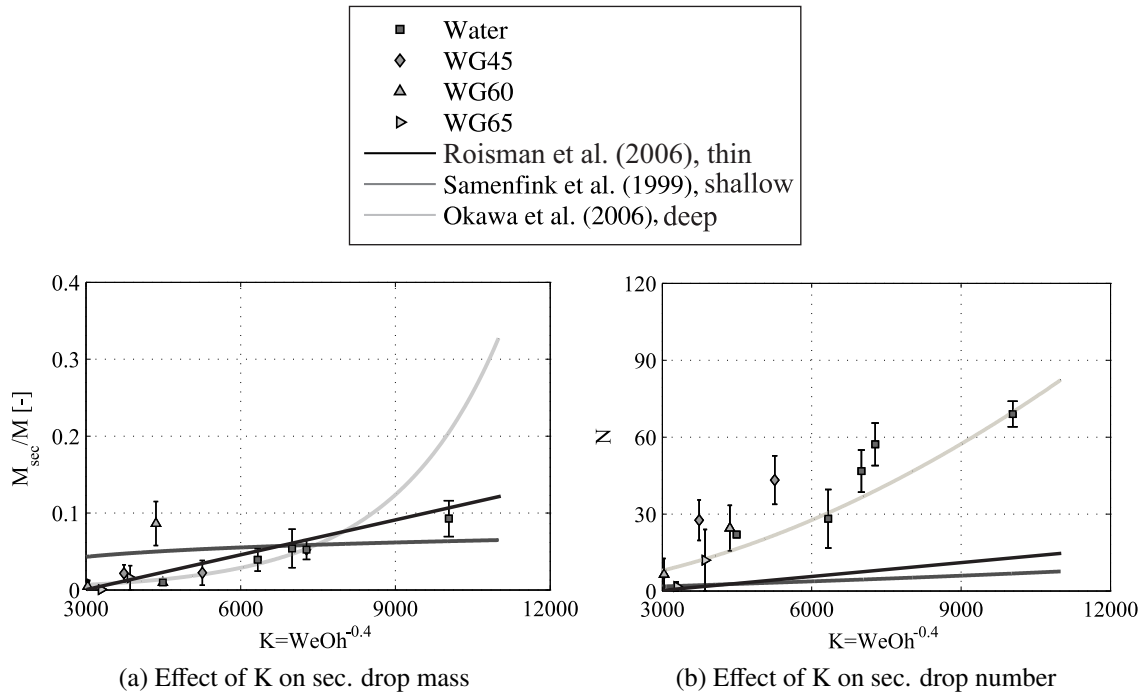 Water
WG45
WG60
WG65
Roisman et al. (2006), thin
Samenfink et al. (1999), shallow
Okawa et al. (2006), deep
0.4
0.3
0.2
0.1
0
M_sec/M [-]
3000
6000
9000
12000
K=WeOh^-0.4
(a) Effect of K on sec. drop mass
120
90
60
30
0
N
3000
6000
9000
12000
K=WeOh^-0.4
(b) Effect of K on sec. drop number